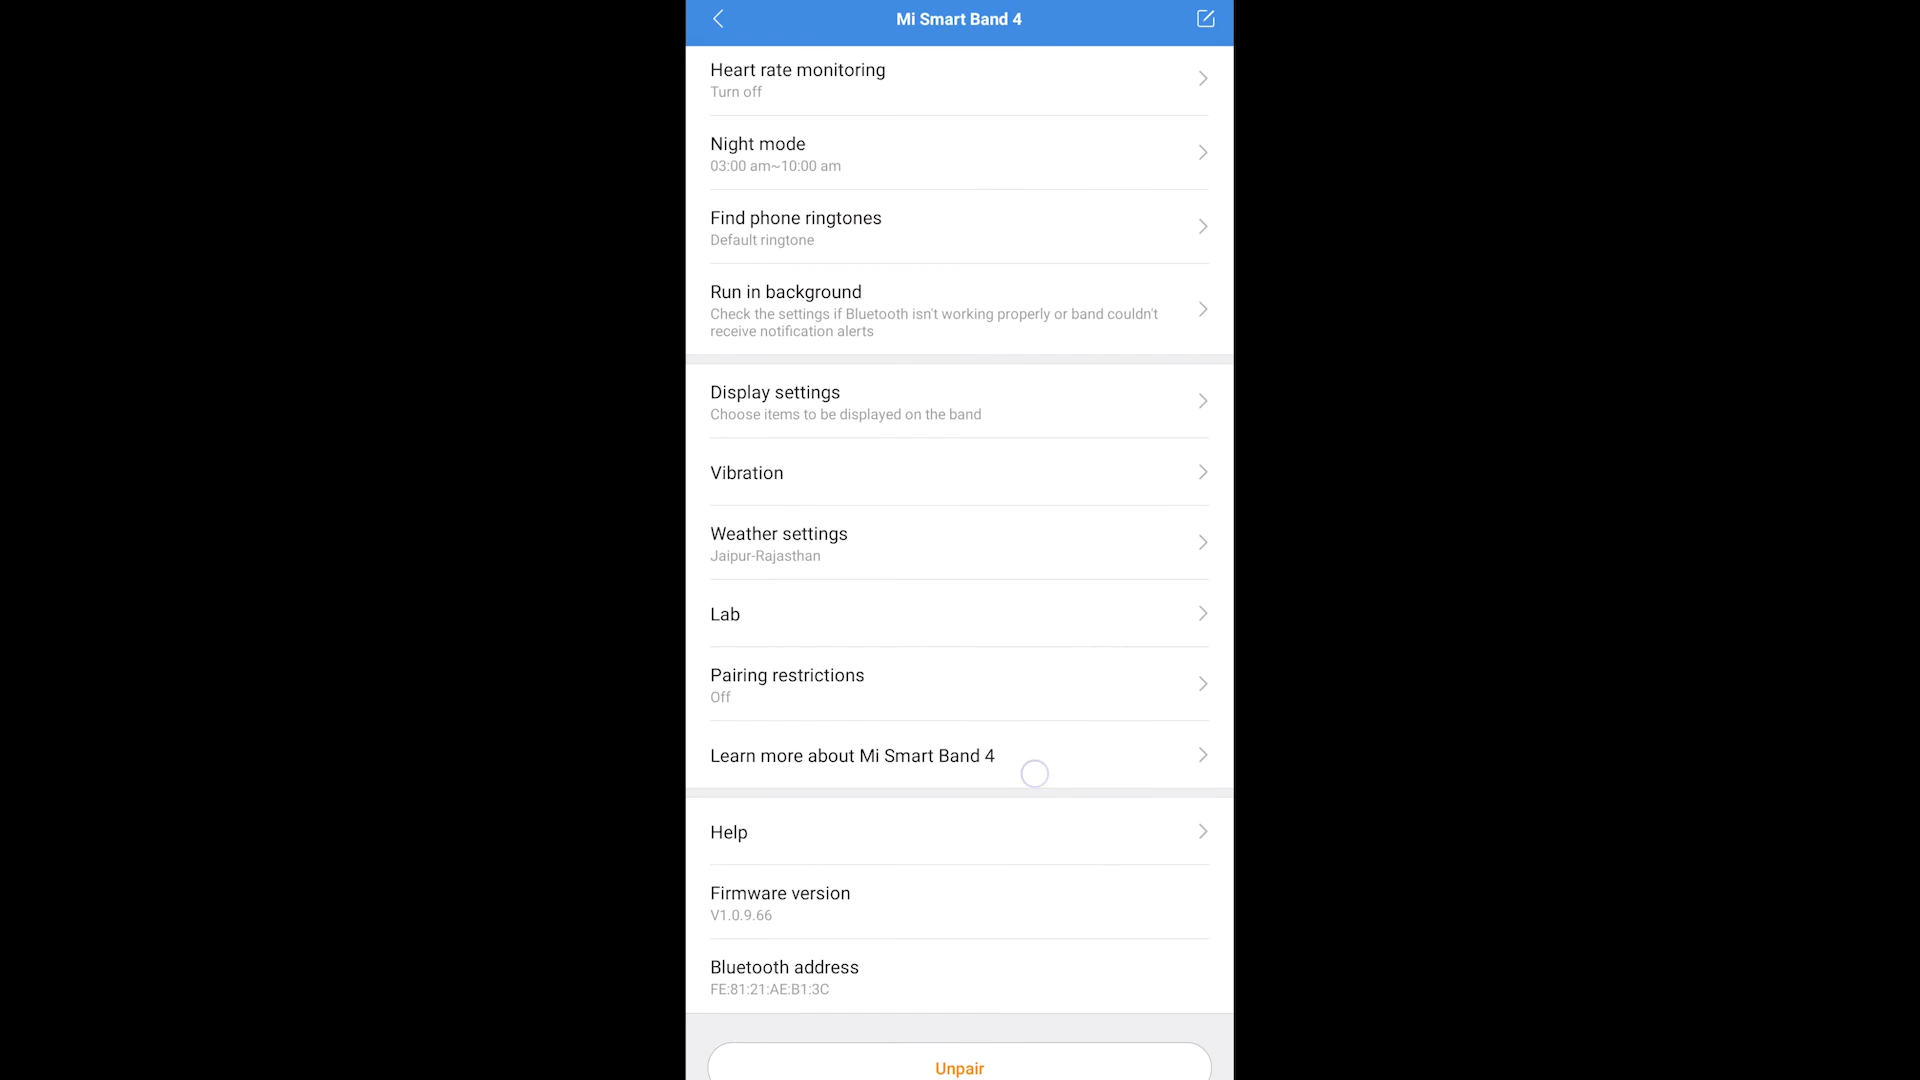 Mi Smart Band 4
Heart rate monitoring
Turn off
Night mode
03:00 am~10:00 am
Find phone ringtones
Default ringtone
Run in background
Check the settings if Bluetooth isn't working properly or band couldn't
receive notification alerts
Display settings
Choose items to be displayed on the band
Vibration
Weather settings
Jaipur-Rajasthan
Lab
Pairing restrictions
Off
Learn more about Mi Smart Band 4
Help
Firmware version
V1.0.9.66
Bluetooth address
FE:81:21:AE:B1:3C
Unpair